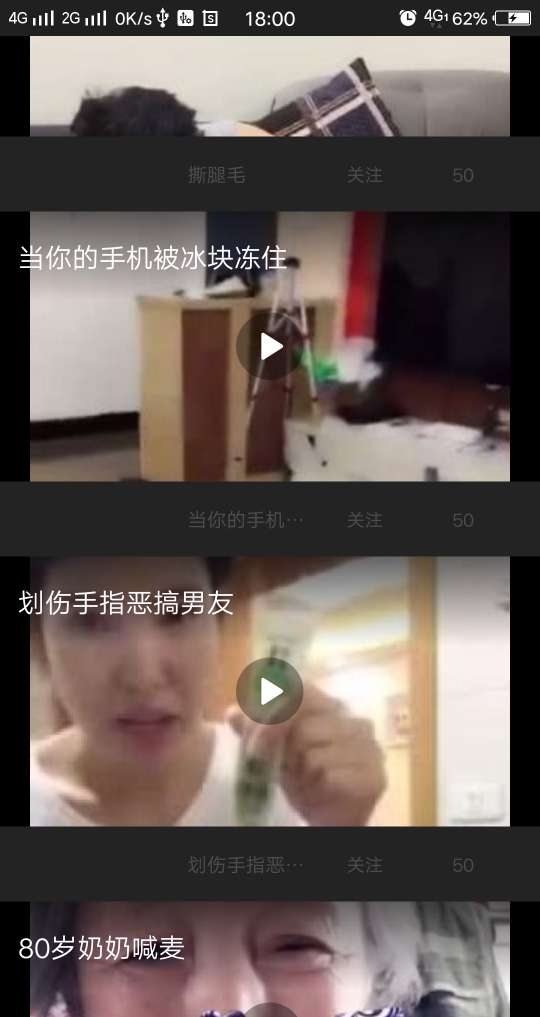 4G 2G 0K/s 18:00 4G 62%
撕腿毛 关注 50
当你的手机被冰块冻住
当你的手机… 关注 50
划伤手指恶搞男友
划伤手指恶… 关注 50
80岁奶奶喊麦